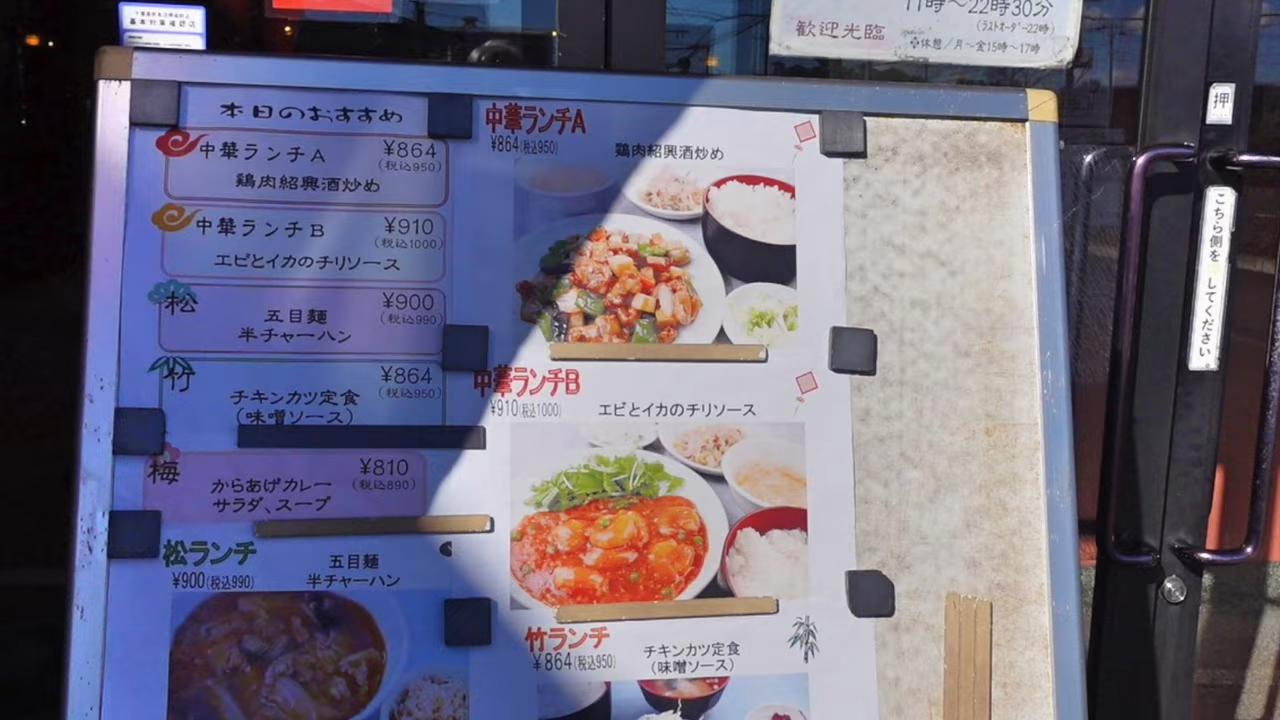 基本対策確認店
11時～22時30分
(ラストオーダー22時)
歓迎光臨
休憩／月～金15時～17時
押
こちら側を してください
本日のおすすめ
中華ランチA ¥864
(税込950)
鶏肉紹興酒炒め
中華ランチB ¥910
(税込1000)
エビとイカのチリソース
松 ¥900
五目麺 (税込990)
半チャーハン
竹 ¥864
チキンカツ定食 (税込950)
(味噌ソース)
梅 ¥810
からあげカレー (税込890)
サラダ、スープ
松ランチ 五目麺
¥900(税込990) 半チャーハン
中華ランチA
¥864(税込950) 鶏肉紹興酒炒め
中華ランチB
¥910(税込1000) エビとイカのチリソース
竹ランチ チキンカツ定食
¥864(税込950) (味噌ソース)